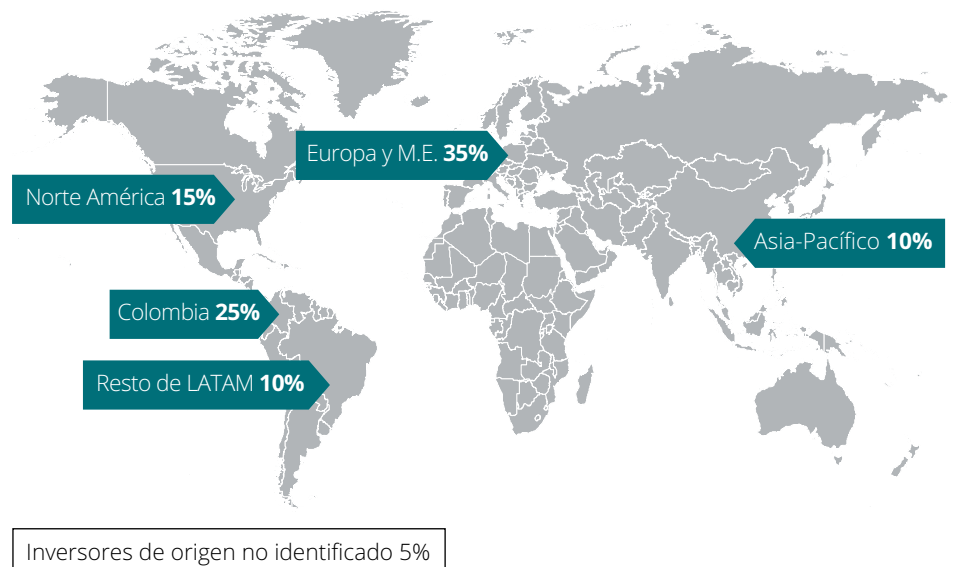 Europa y M.E. 35%
Norte América 15%
Asia-Pacífico 10%
Colombia 25%
Resto de LATAM 10%
Inversores de origen no identificado 5%